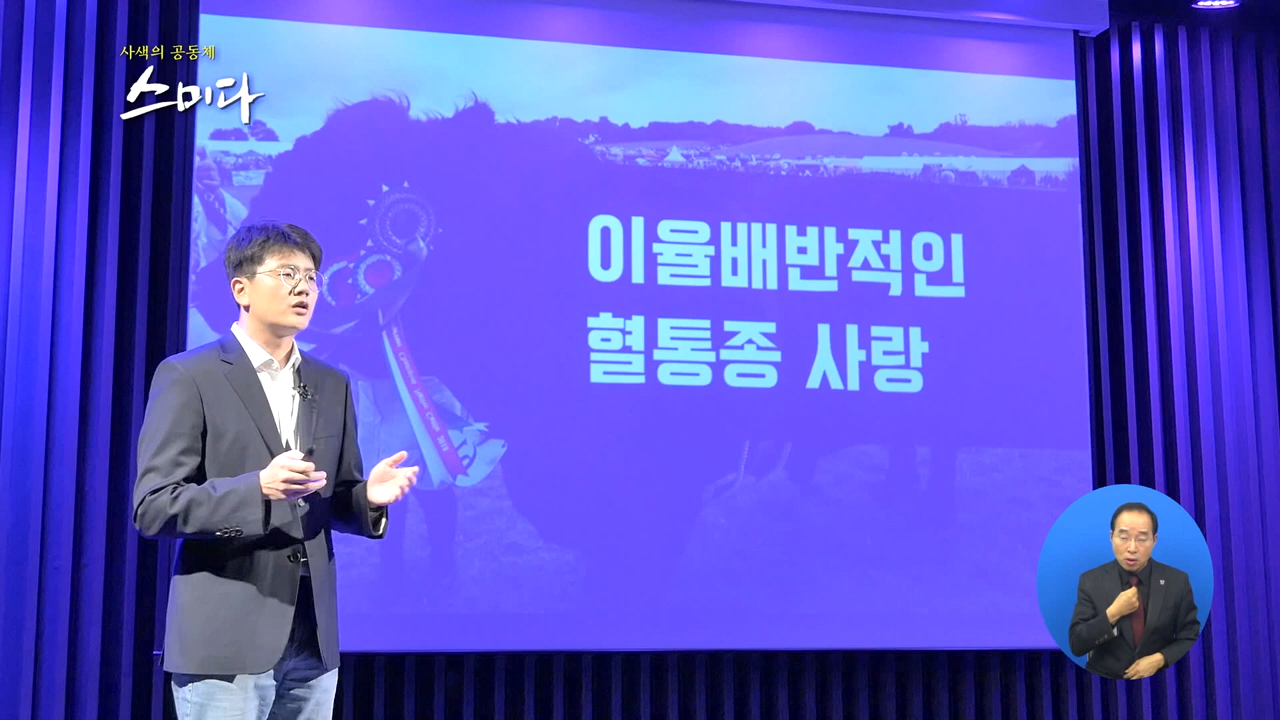 사색의 공동체
스미다
이율배반적인
혈통종 사랑